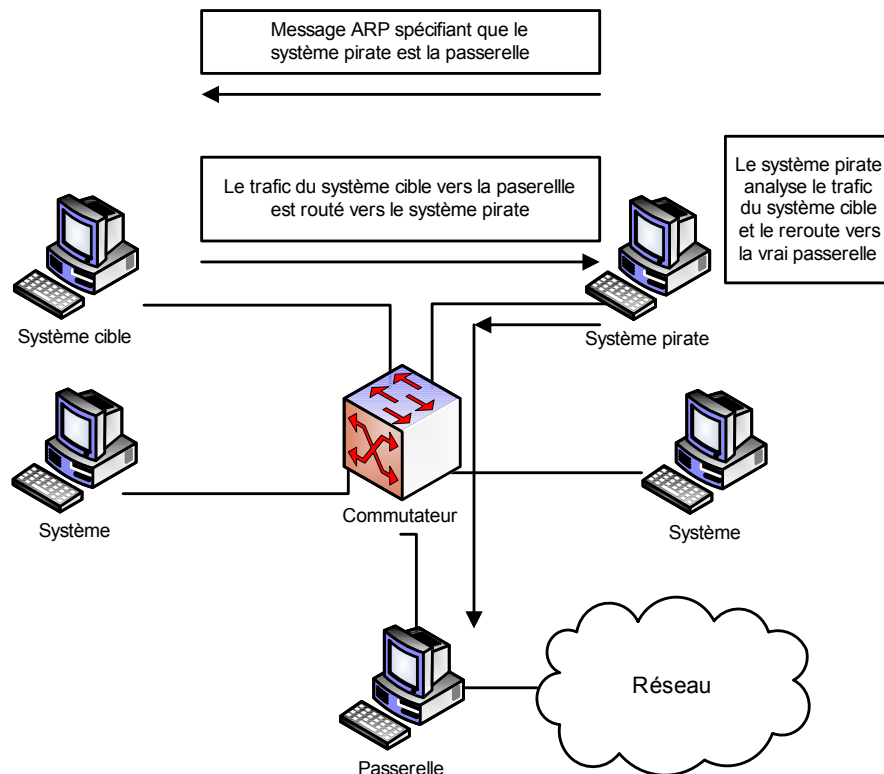 Message ARP spécifiant que le
système pirate est la passerelle
Le trafic du système cible vers la paserellle
est routé vers le système pirate
Le système pirate
analyse le trafic
du système cible
et le reroute vers
la vrai passerelle
Système cible
Système pirate
Système
Commutateur
Système
Réseau
Passerelle